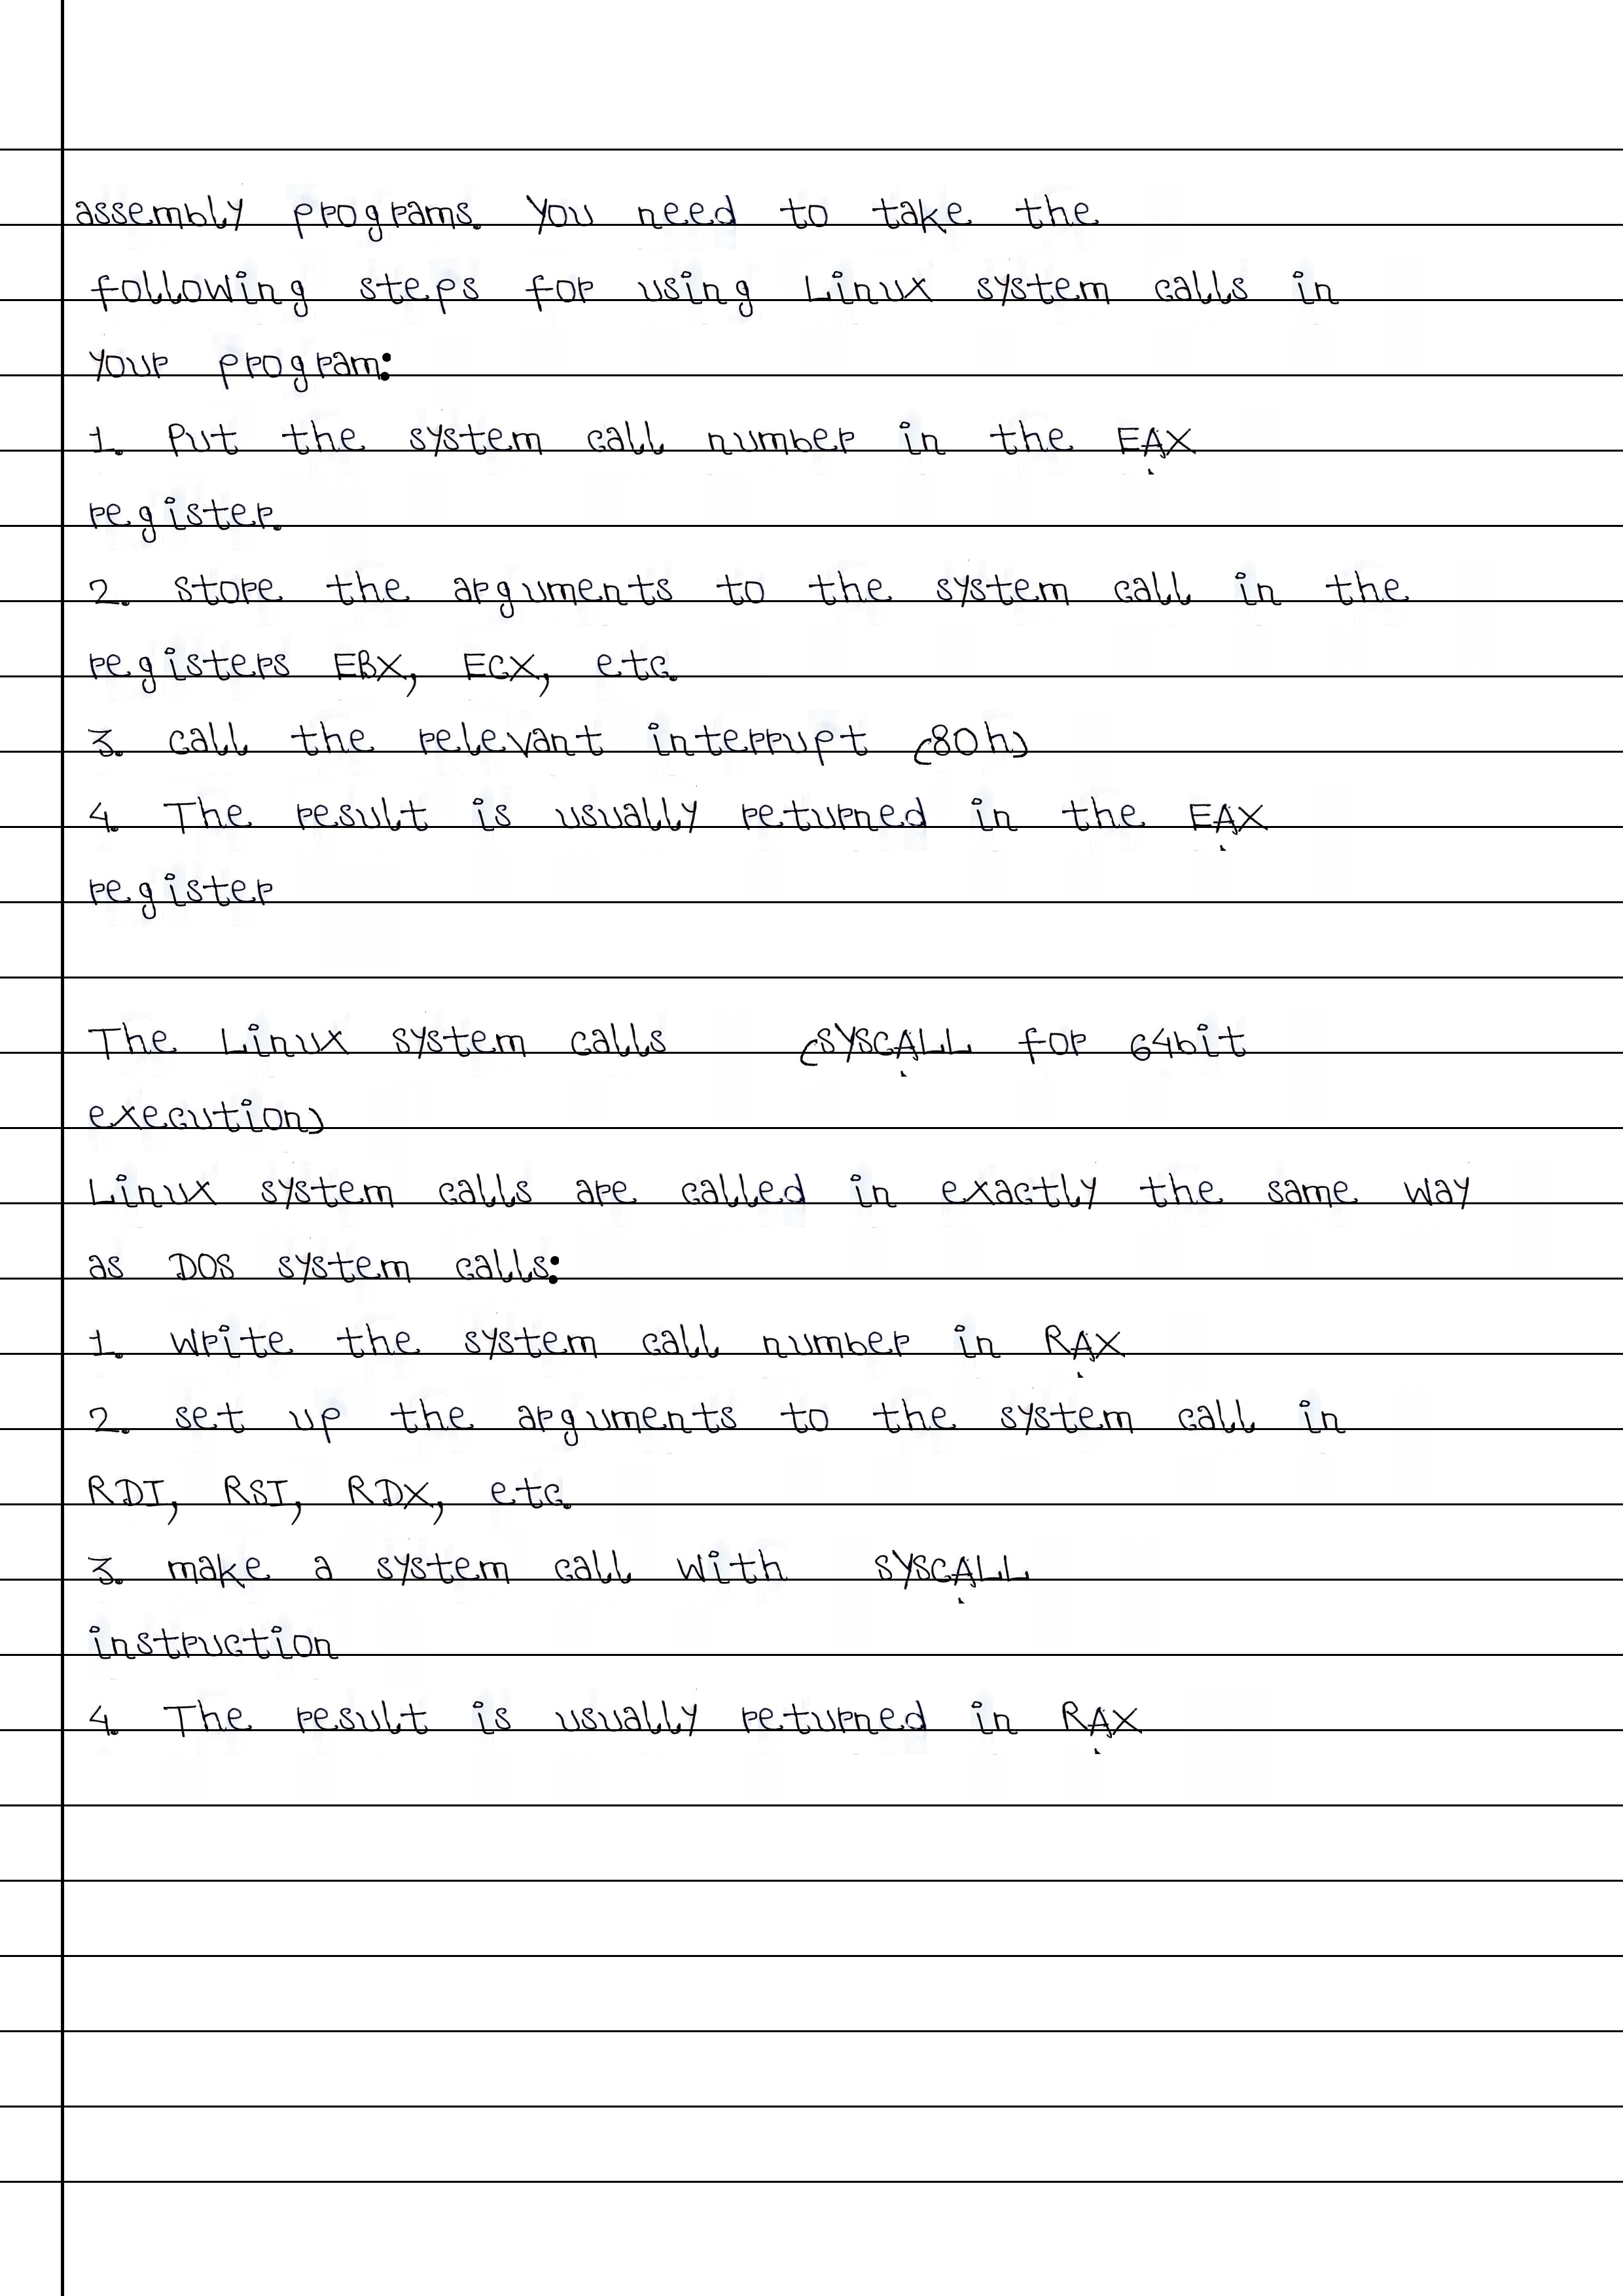 assembly programs. You need to take the
following steps for using Linux system calls in
your program:
1. Put the system call number in the EAX
register.
2. Store the arguments to the system call in the
registers EBX, ECX, etc.
3. call the relevant interrupt (80h)
4. The result is usually returned in the EAX
register
The Linux system calls (SYSCALL for 64bit
execution)
Linux system calls are called in exactly the same way
as DOS system calls:
1. write the system call number in RAX
2. set up the arguments to the system call in
RDI, RSI, RDX, etc.
3. make a system call with SYSCALL
instruction
4. The result is usually returned in RAX